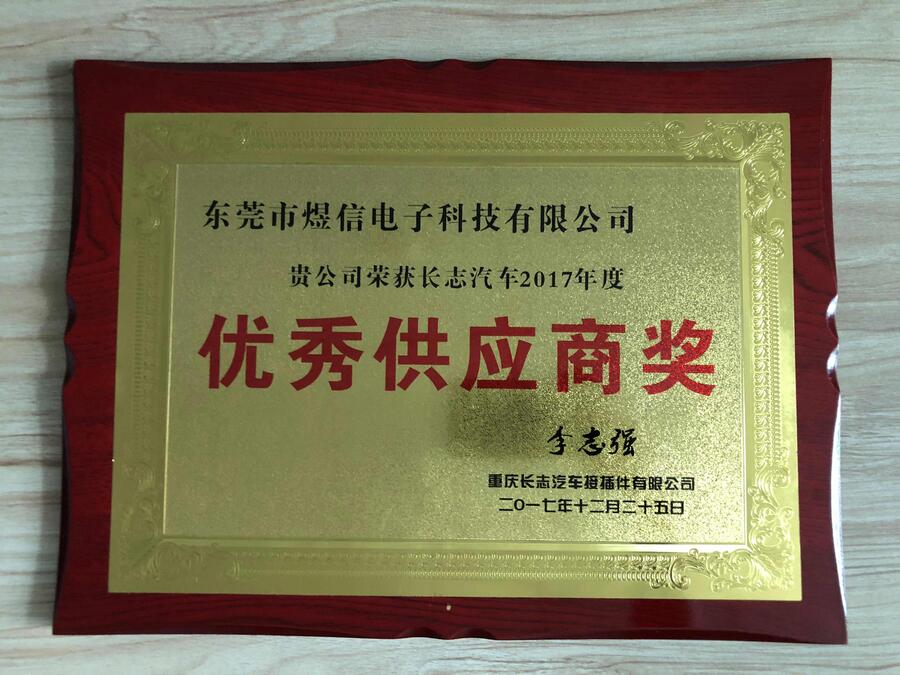 东莞市煜信电子科技有限公司
贵公司荣获长志汽车2017年度
优秀供应商奖
李志强
重庆长志汽车接插件有限公司
二〇一七年十二月二十五日